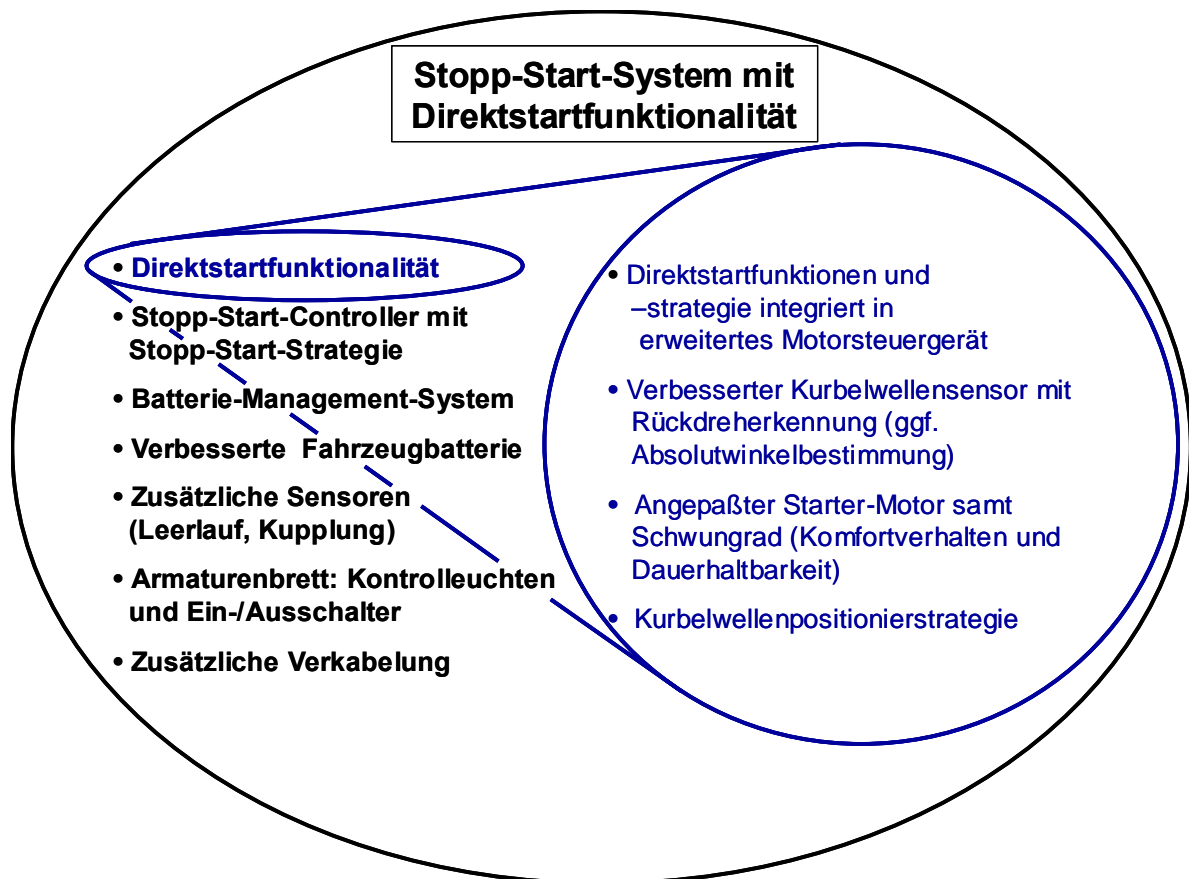 Stopp-Start-System mit
Direktstartfunktionalität
• Direktstartfunktionalität
• Stopp-Start-Controller mit
Stopp-Start-Strategie
• Batterie-Management-System
• Verbesserte Fahrzeugbatterie
• Zusätzliche Sensoren
(Leerlauf, Kupplung)
• Armaturenbrett: Kontrolleuchten
und Ein-/Ausschalter
• Zusätzliche Verkabelung
• Direktstartfunktionen und
–strategie integriert in
erweitertes Motorsteuergerät
• Verbesserter Kurbelwellensensor mit
Rückdreherkennung (ggf.
Absolutwinkelbestimmung)
• Angepaßter Starter-Motor samt
Schwungrad (Komfortverhalten und
Dauerhaltbarkeit)
• Kurbelwellenpositionierstrategie